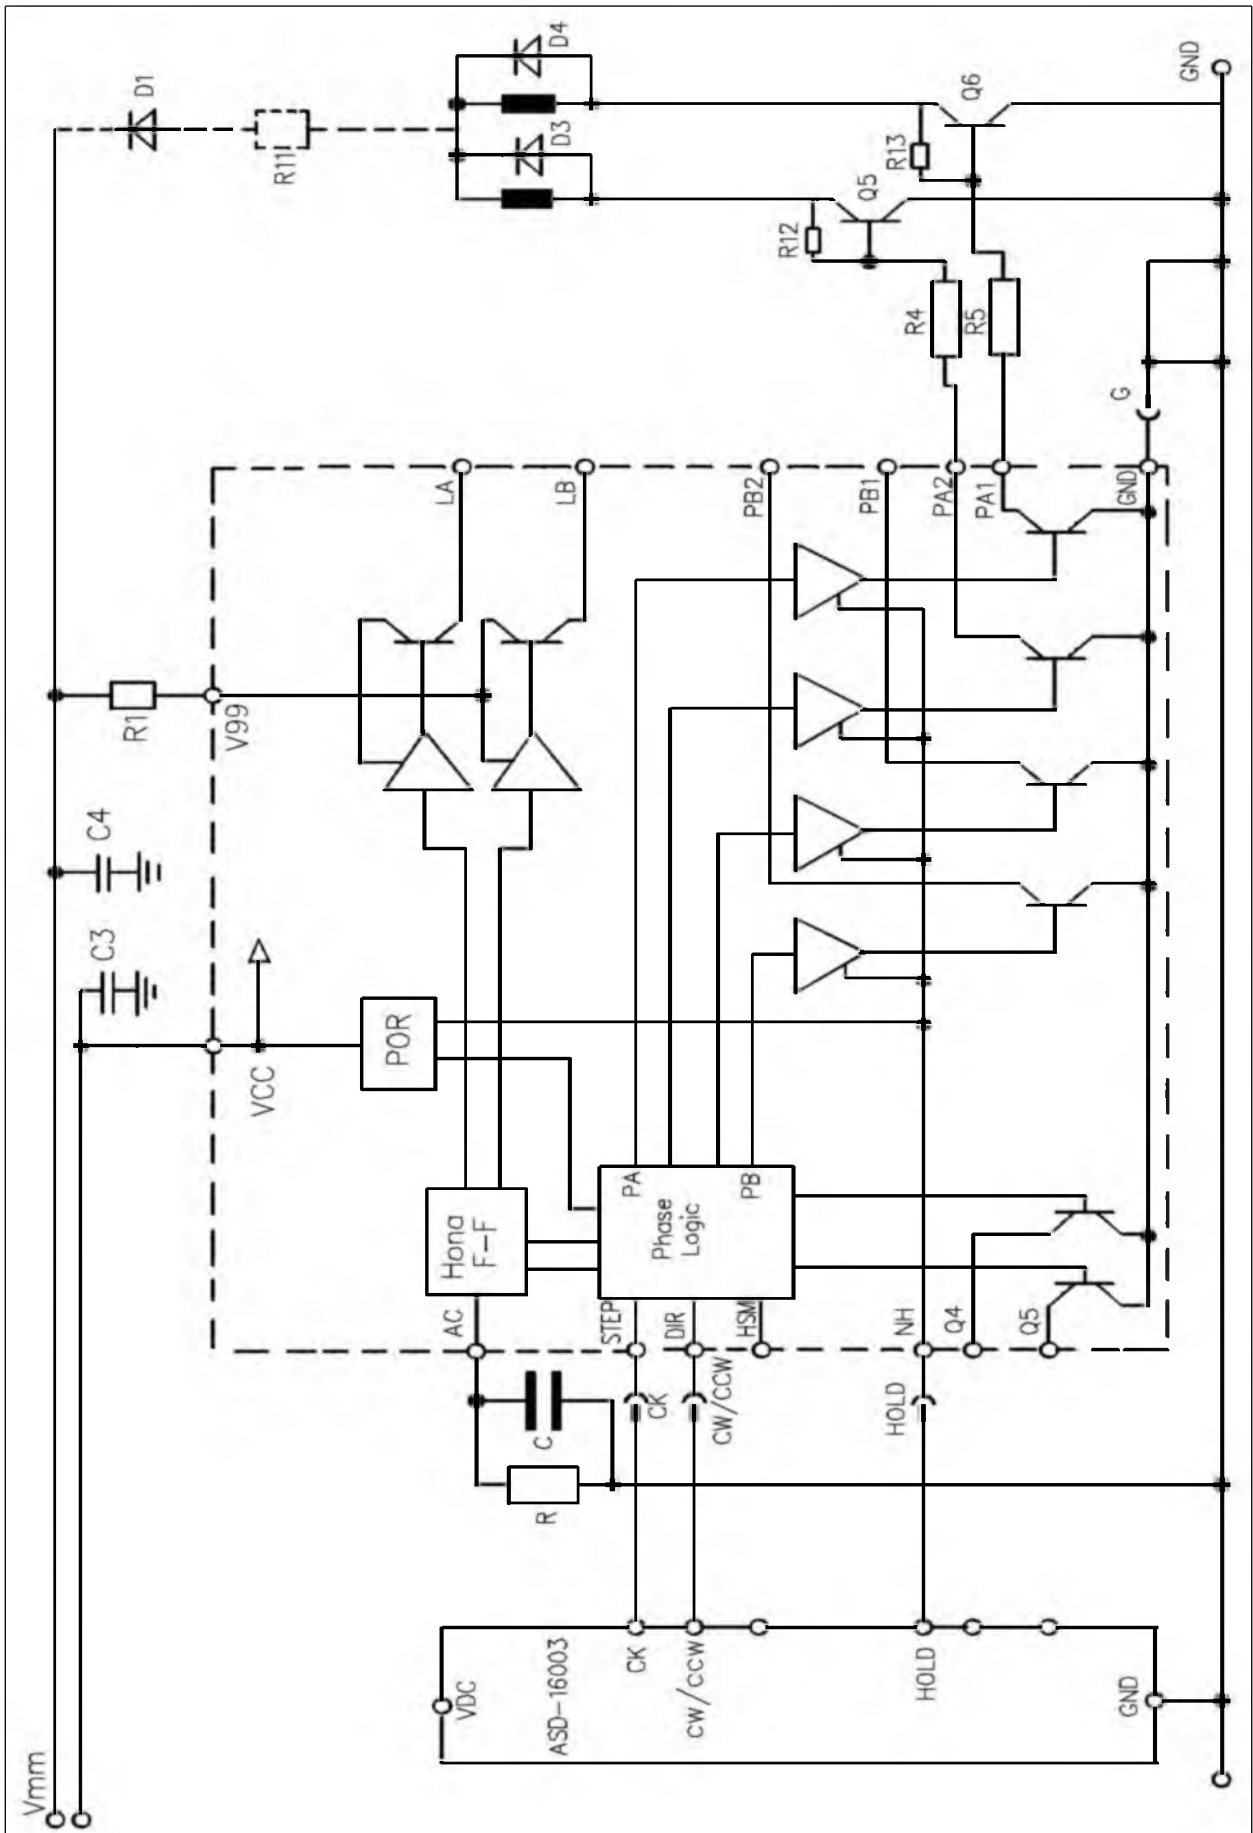 Vmm
D1
D4
D3
R11
C3
C4
R1
V99
VCC
POR
LA
LB
PB2
PB1
PA2
PA1
GND
G
R4
R5
R12
R13
Q5
Q6
GND
Hona
F-F
AC
PA
PB
Phase
Logic
STEP
DIR
HSM
NH
Q4
Q5
C
R
CK
CW/CCW
HOLD
VDC
ASD-16003
CK
CW/CCW
HOLD
GND